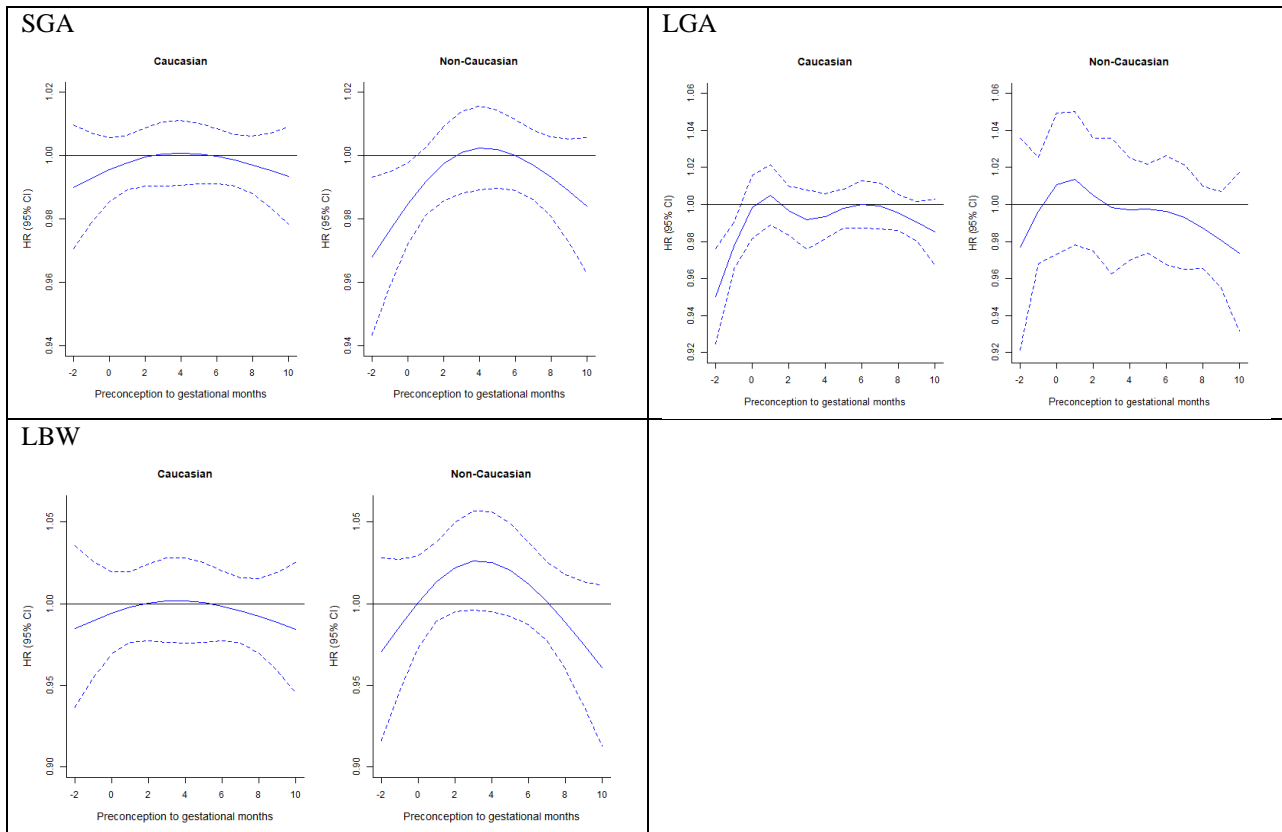 SGA
Caucasian
HR (95% CI)
1.02
1.00
0.98
0.96
0.94
-2 0 2 4 6 8 10
Preconception to gestational months
Non-Caucasian
HR (95% CI)
1.02
1.00
0.98
0.96
0.94
-2 0 2 4 6 8 10
Preconception to gestational months
LGA
Caucasian
HR (95% CI)
1.06
1.04
1.02
1.00
0.98
0.96
0.94
0.92
-2 0 2 4 6 8 10
Preconception to gestational months
Non-Caucasian
HR (95% CI)
1.06
1.04
1.02
1.00
0.98
0.96
0.94
0.92
-2 0 2 4 6 8 10
Preconception to gestational months
LBW
Caucasian
HR (95% CI)
1.05
1.00
0.95
0.90
-2 0 2 4 6 8 10
Preconception to gestational months
Non-Caucasian
HR (95% CI)
1.05
1.00
0.95
0.90
-2 0 2 4 6 8 10
Preconception to gestational months